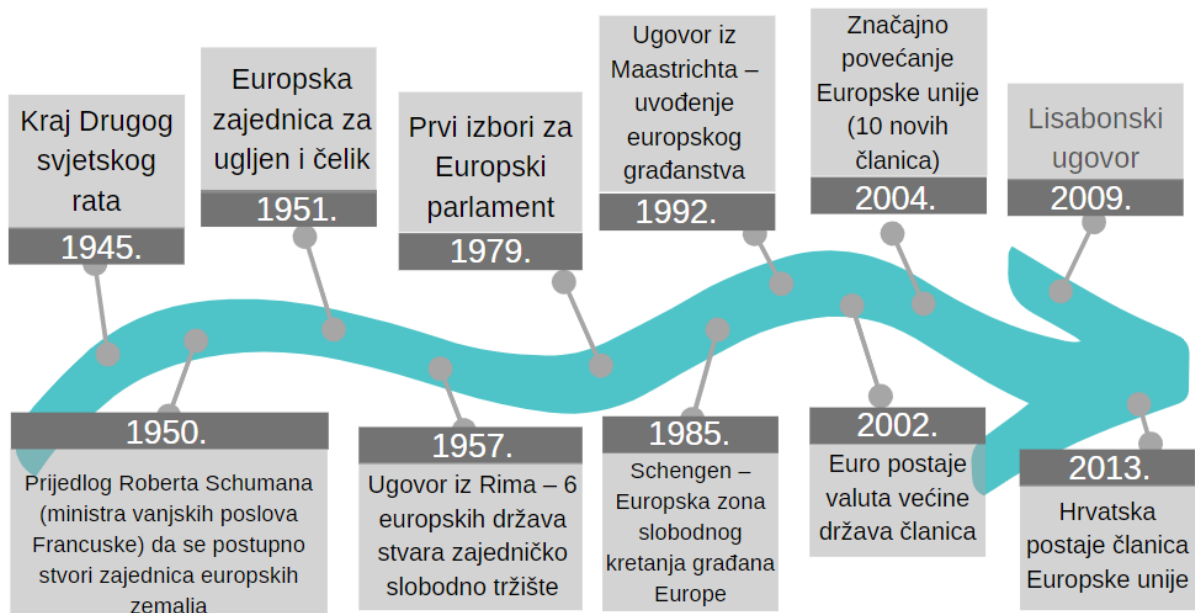 Kraj Drugog
svjetskog
rata
1945.
1950.
Prijedlog Roberta Schumana
(ministra vanjskih poslova
Francuske) da se postupno
stvori zajednica europskih
zemalja
Europska
zajednica za
ugljen i čelik
1951.
1957.
Ugovor iz Rima – 6
europskih država
stvara zajedničko
slobodno tržište
Prvi izbori za
Europski
parlament
1979.
1985.
Schengen –
Europska zona
slobodnog
kretanja građana
Europe
Ugovor iz
Maastrichta –
uvođenje
europskog
građanstva
1992.
2002.
Euro postaje
valuta većine
država članica
Značajno
povećanje
Europske unije
(10 novih
članica)
2004.
Lisabonski
ugovor
2009.
2013.
Hrvatska
postaje članica
Europske unije